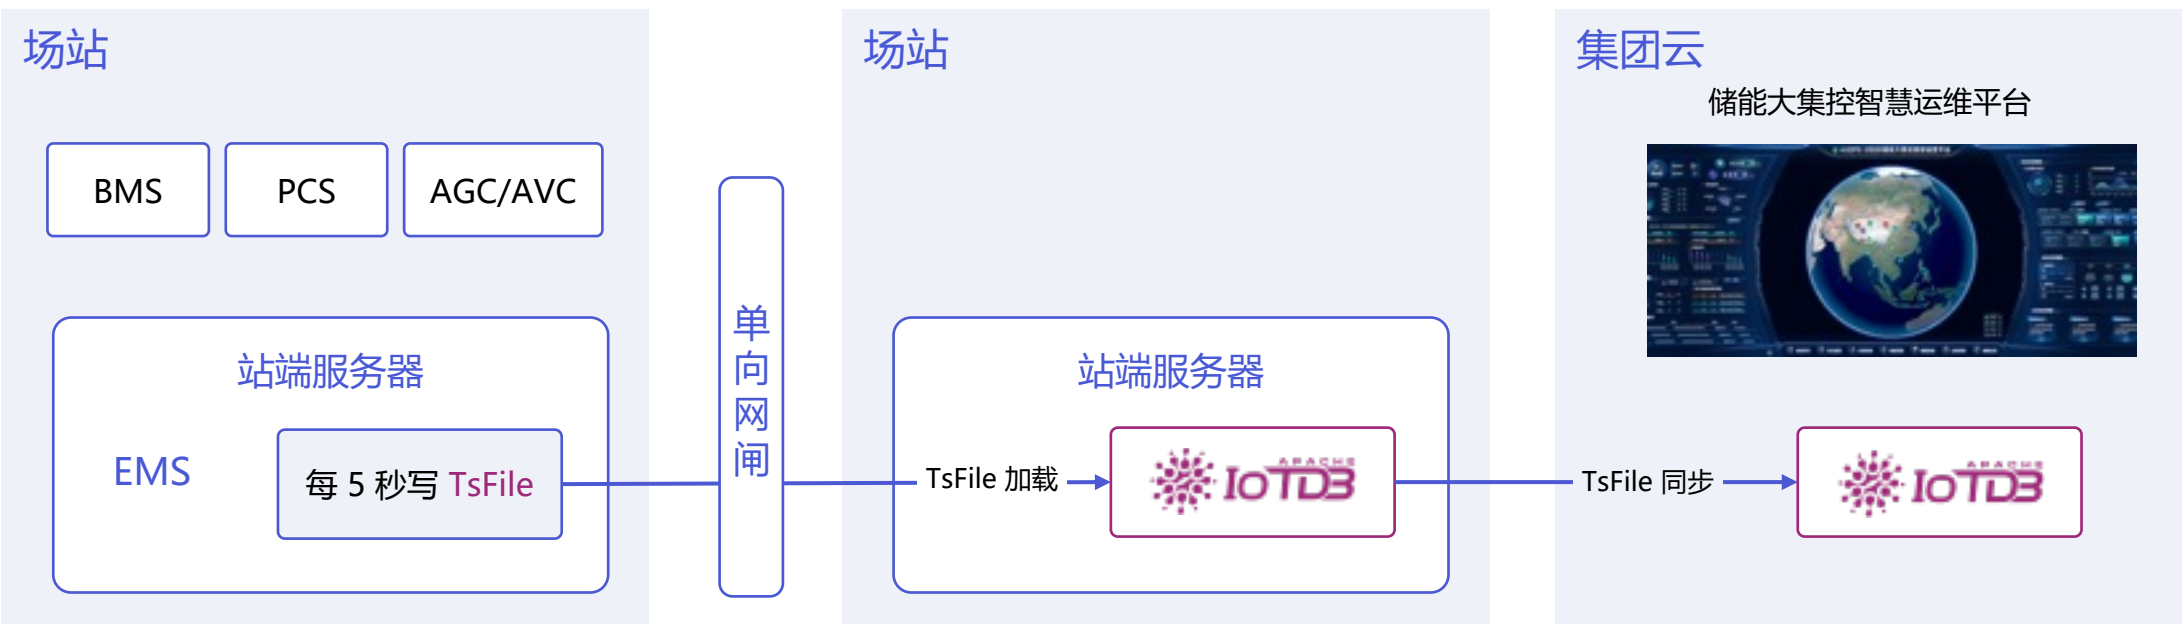 场站
BMS
PCS
AGC/AVC
站端服务器
EMS
每 5 秒写 TsFile
单向网闸
场站
站端服务器
TsFile 加载
APACHE
IoTDB
集团云
储能大集控智慧运维平台
TsFile 同步
APACHE
IoTDB